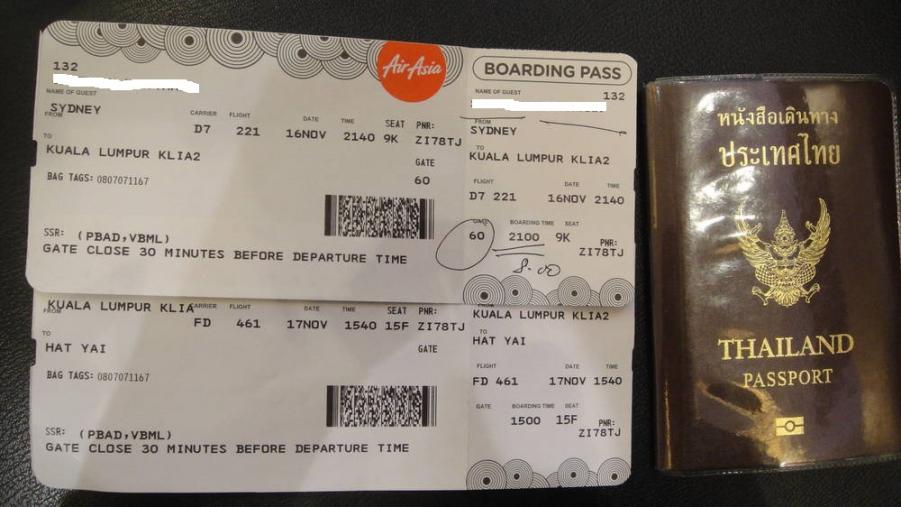 132
AirAsia
BOARDING PASS
NAME OF GUEST
NAME OF GUEST 132
SYDNEY
FROM
CARRIER FLIGHT DATE TIME SEAT PNR:
D7 221 16NOV 2140 9K ZI78TJ
TO
KUALA LUMPUR KLIA2
GATE
60
BAG TAGS: 0807071167
SSR: (PBAD,VBML)
GATE CLOSE 30 MINUTES BEFORE DEPARTURE TIME
FROM
SYDNEY
TO
KUALA LUMPUR KLIA2
FLIGHT DATE TIME
D7 221 16NOV 2140
GATE BOARDING TIME SEAT
60 2100 9K PNR:
ZI78TJ
8.00
KUALA LUMPUR KLIA
FROM
CARRIER FLIGHT DATE TIME SEAT PNR:
FD 461 17NOV 1540 15F ZI78TJ
TO
HAT YAI
GATE
BAG TAGS: 0807071167
SSR: (PBAD,VBML)
GATE CLOSE 30 MINUTES BEFORE DEPARTURE TIME
KUALA LUMPUR KLIA2
TO
HAT YAI
FLIGHT DATE TIME
FD 461 17NOV 1540
GATE BOARDING TIME SEAT
1500 15F PNR:
ZI78TJ
หนังสือเดินทาง
ประเทศไทย
THAILAND
PASSPORT